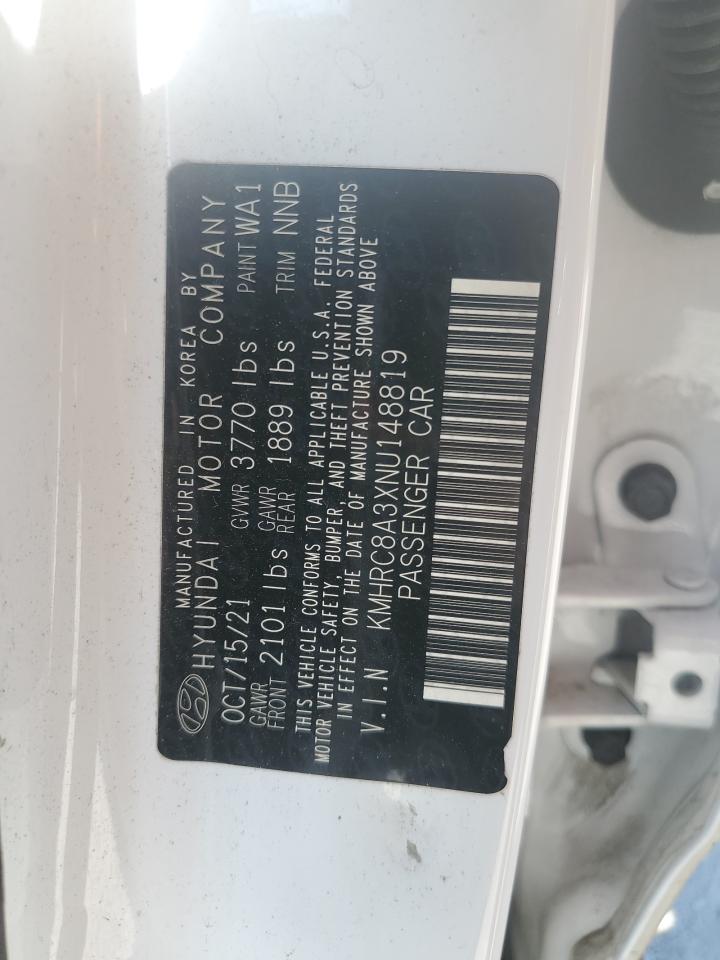 MANUFACTURED IN KOREA BY
HYUNDAI MOTOR COMPANY
OCT/15/21 GVWR 3770 lbs PAINT WA1
GAWR FRONT 2101 lbs GAWR REAR 1889 lbs TRIM NNB
THIS VEHICLE CONFORMS TO ALL APPLICABLE U.S.A. FEDERAL
MOTOR VEHICLE SAFETY, BUMPER, AND THEFT PREVENTION STANDARDS
IN EFFECT ON THE DATE OF MANUFACTURE SHOWN ABOVE
V.I.N KMHRC8A3XNU148819
PASSENGER CAR